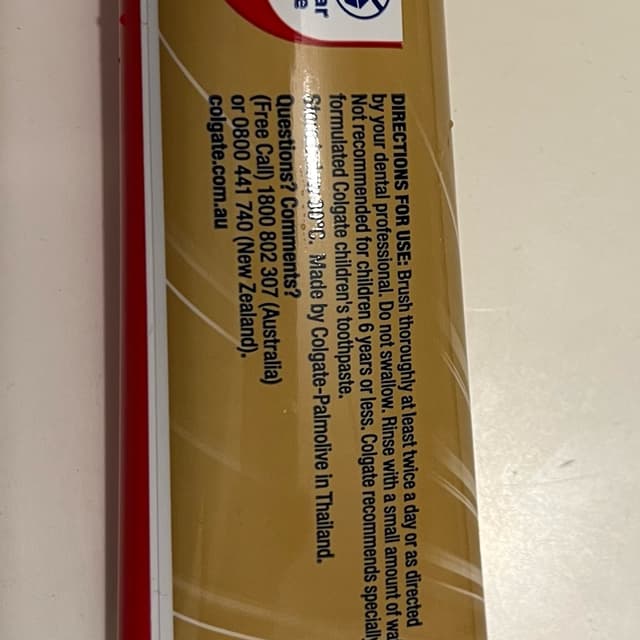 ar
e
DIRECTIONS FOR USE: Brush thoroughly at least twice a day or as directed
by your dental professional. Do not swallow. Rinse with a small amount of wa
Not recommended for children 6 years or less. Colgate recommends specially
formulated Colgate children's toothpaste.
30°C. Made by Colgate-Palmolive in Thailand.
Questions? Comments?
(Free Call) 1800 802 307 (Australia)
or 0800 441 740 (New Zealand).
colgate.com.au